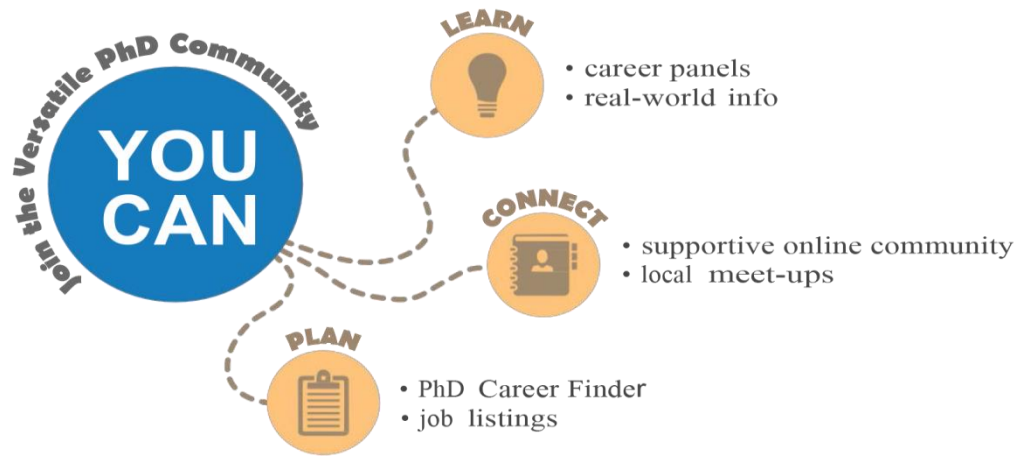 Join the Versatile PhD Community
YOU
CAN
LEARN
• career panels
• real-world info
CONNECT
• supportive online community
• local meet-ups
PLAN
• PhD Career Finder
• job listings